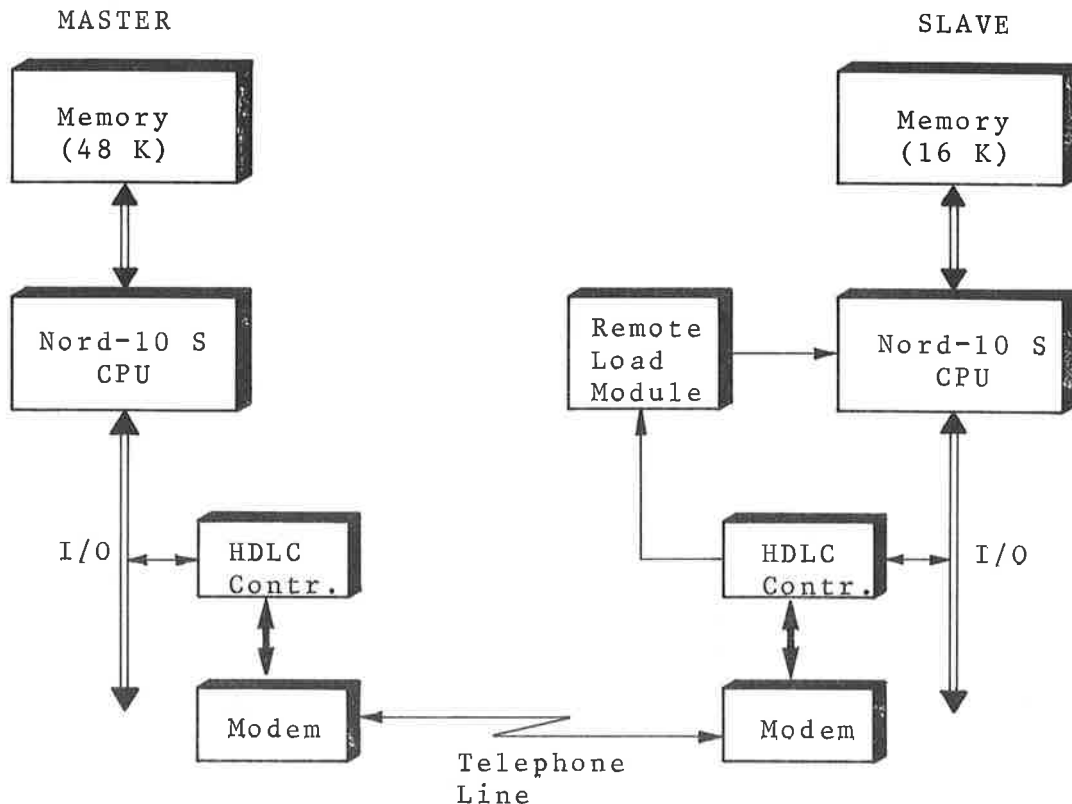 MASTER
SLAVE
Memory
(48 K)
Memory
(16 K)
Nord-10 S
CPU
Remote
Load
Module
Nord-10 S
CPU
I/O
HDLC
Contr.
HDLC
Contr.
I/O
Modem
Modem
Telephone
Line